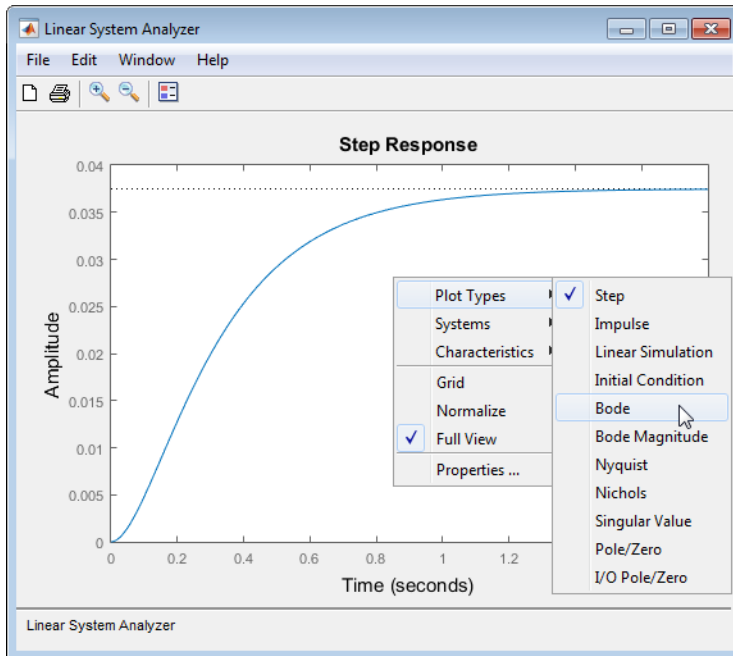 Linear System Analyzer
File Edit Window Help
Step Response
0.04
0.035
0.03
0.025
0.02
0.015
0.01
0.005
0
Amplitude
0 0.2 0.4 0.6 0.8 1 1.2
Time (seconds)
Plot Types
Systems
Characteristics
Grid
Normalize
Full View
Properties ...
Step
Impulse
Linear Simulation
Initial Condition
Bode
Bode Magnitude
Nyquist
Nichols
Singular Value
Pole/Zero
I/O Pole/Zero
Linear System Analyzer